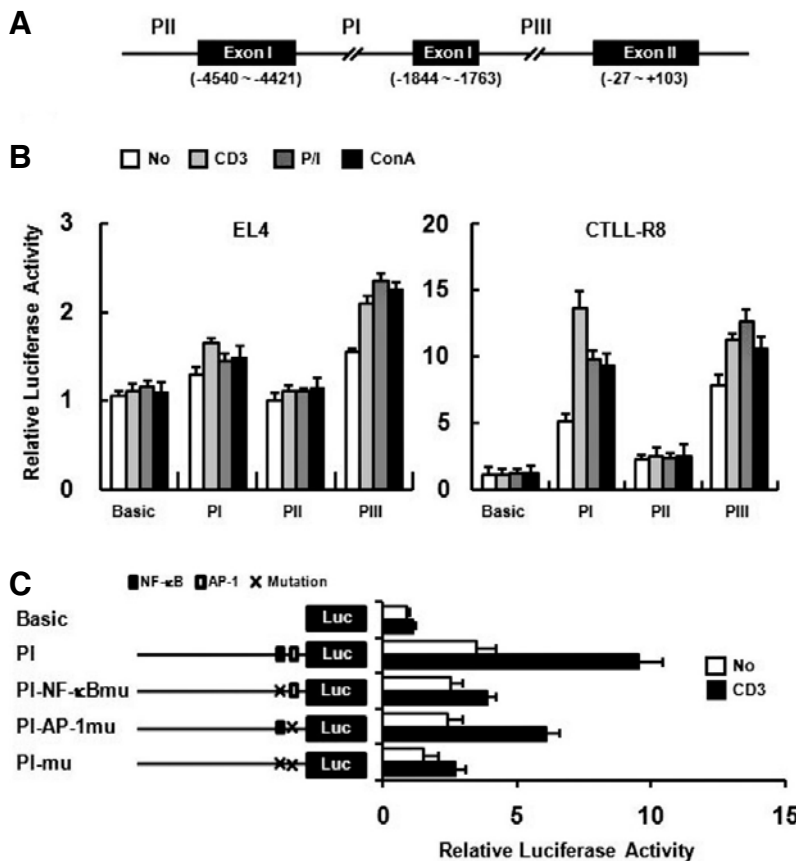 A
PII PI PIII
Exon I Exon I Exon II
(-4540 ~ -4421) (-1844 ~ -1763) (-27 ~ +103)
B
No CD3 P/I ConA
EL4 CTLL-R8
Relative Luciferase Activity
3
2
1
0
20
15
10
5
0
Basic PI PII PIII
Basic PI PII PIII
C
NF-κB AP-1 Mutation
Basic Luc
PI Luc
PI-NF-κBmu Luc
PI-AP-1mu Luc
PI-mu Luc
No
CD3
0 5 10 15
Relative Luciferase Activity